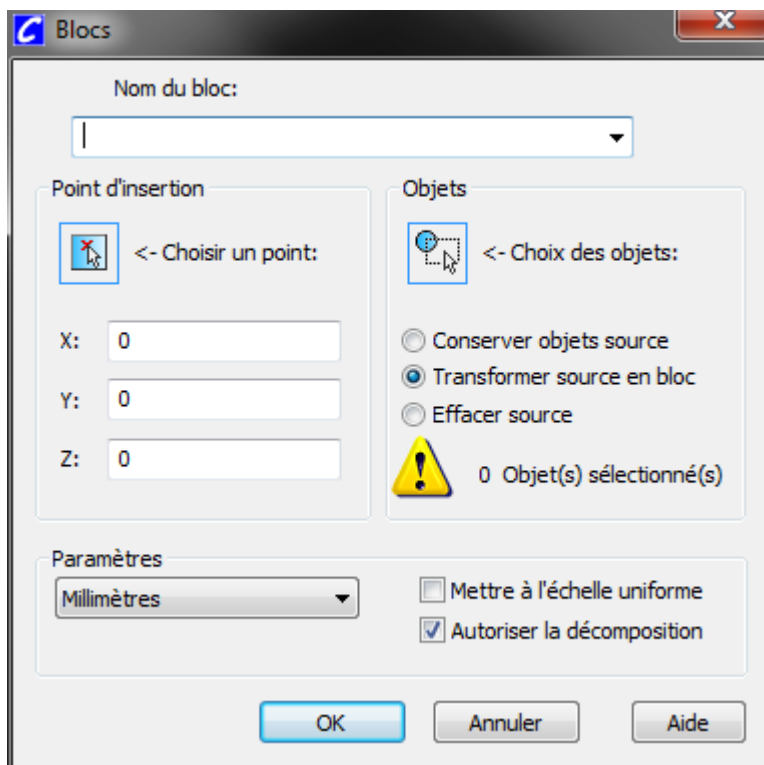 Blocs
Nom du bloc:
Point d'insertion
<- Choisir un point:
X: 0
Y: 0
Z: 0
Objets
<- Choix des objets:
Conserver objets source
Transformer source en bloc
Effacer source
0 Objet(s) sélectionné(s)
Paramètres
Millimètres
Mettre à l'échelle uniforme
Autoriser la décomposition
OK
Annuler
Aide